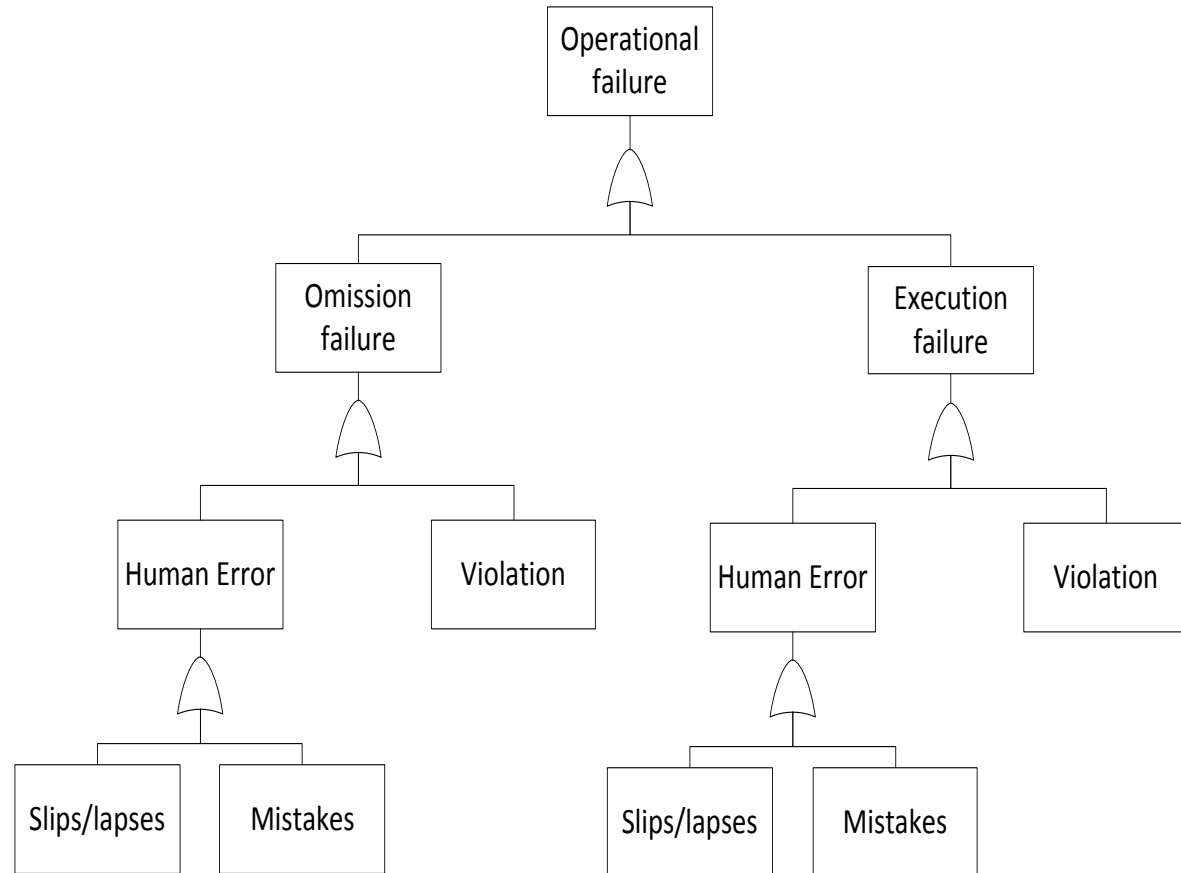 Operational
failure
Omission
failure
Execution
failure
Human Error
Violation
Human Error
Violation
Slips/lapses
Mistakes
Slips/lapses
Mistakes